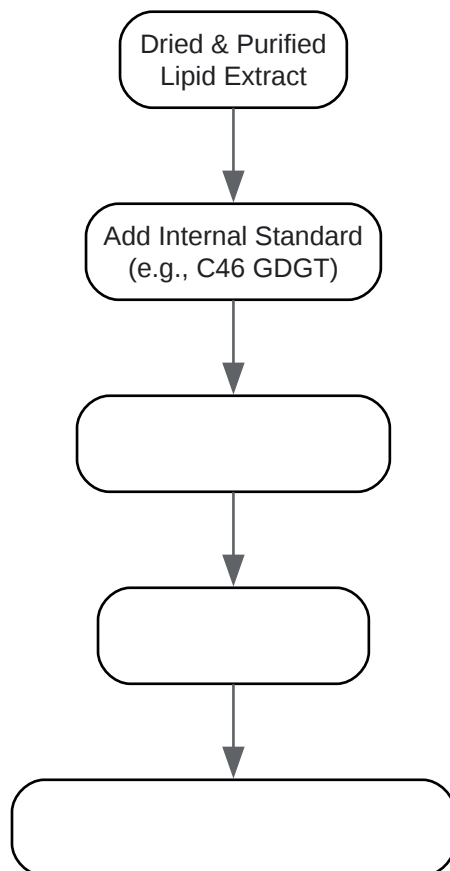 Dried & Purified
Lipid Extract
Add Internal Standard
(e.g., C46 GDGT)